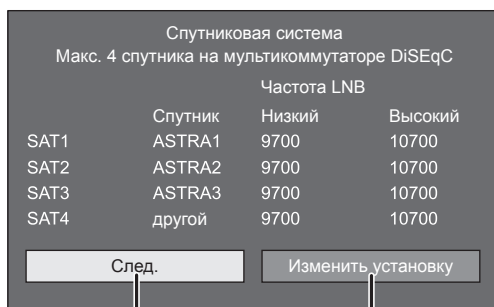 Спутниковая система
Макс. 4 спутника на мультикоммутаторе DiSEqC
Частота LNB
Спутник Низкий Высокий
SAT1 ASTRA1 9700 10700
SAT2 ASTRA2 9700 10700
SAT3 ASTRA3 9700 10700
SAT4 другой 9700 10700
След. Изменить установку